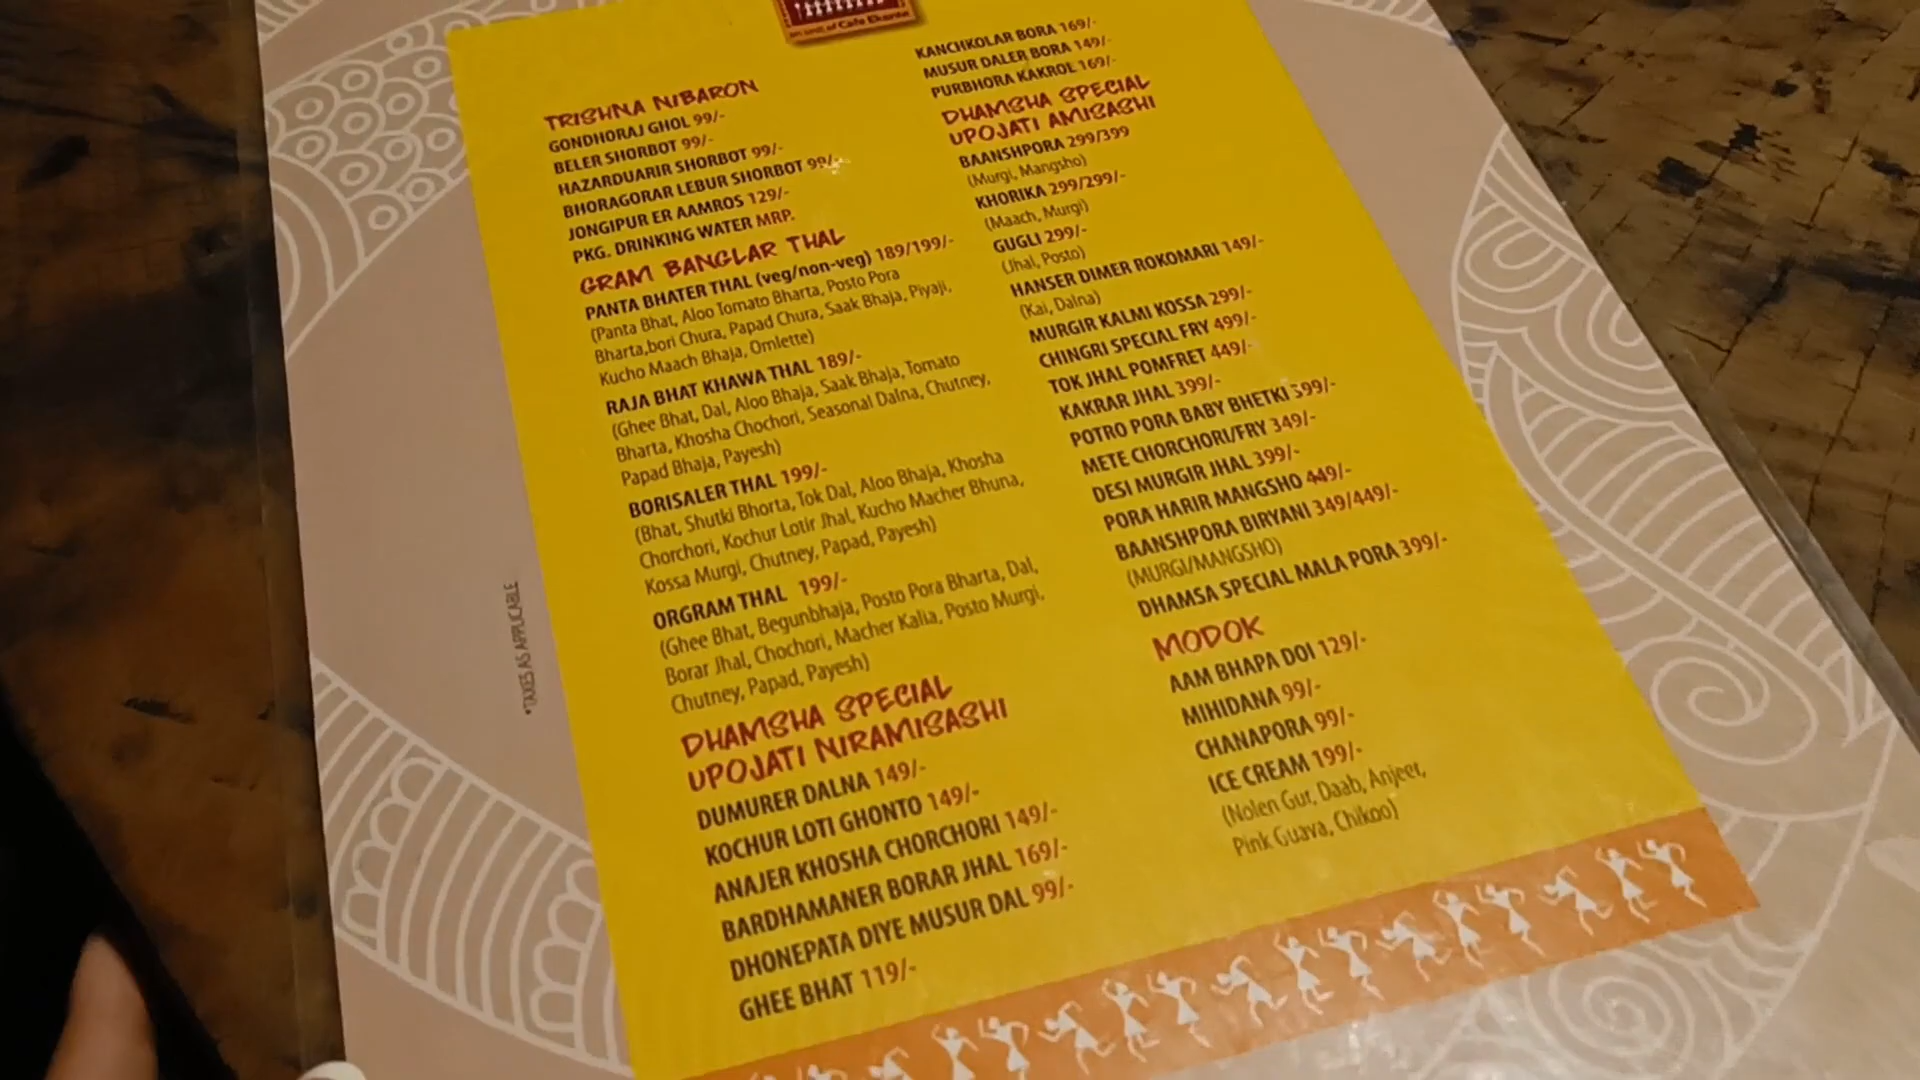 an unit of Cafe Ekante
TRISHNA NIBARON
GONDHORAJ GHOL 99/-
BELER SHORBOT 99/-
HAZARDUARIR SHORBOT 99/-
BHORAGORAR LEBUR SHORBOT 99/-
JONGIPUR ER AAMROS 129/-
PKG. DRINKING WATER MRP.
GRAM BANGLAR THAL
PANTA BHATER THAL (veg/non-veg) 189/199/-
(Panta Bhat, Aloo Tomato Bharta, Posto Pora
Bharta,bori Chura, Papad Chura, Saak Bhaja, Piyaji,
Kucho Maach Bhaja, Omlette)
RAJA BHAT KHAWA THAL 189/-
(Ghee Bhat, Dal, Aloo Bhaja, Saak Bhaja, Tomato
Bharta, Khosha Chochori, Seasonal Dalna, Chutney,
Papad Bhaja, Payesh)
BORISALER THAL 199/-
(Bhat, Shutki Bhorta, Tok Dal, Aloo Bhaja, Khosha
Chorchori, Kochur Lotir Jhal, Kucho Macher Bhuna,
Kossa Murgi, Chutney, Papad, Payesh)
ORGRAM THAL 199/-
(Ghee Bhat, Begunbhaja, Posto Pora Bharta, Dal,
Borar Jhal, Chochori, Macher Kalia, Posto Murgi,
Chutney, Papad, Payesh)
DHAMSHA SPECIAL
UPOJATI NIRAMISASHI
DUMURER DALNA 149/-
KOCHUR LOTI GHONTO 149/-
ANAJER KHOSHA CHORCHORI 149/-
BARDHAMANER BORAR JHAL 169/-
DHONEPATA DIYE MUSUR DAL 99/-
GHEE BHAT 119/-
KANCHKOLAR BORA 169/-
MUSUR DALER BORA 149/-
PURBHORA KAKROL 169/-
DHAMSHA SPECIAL
UPOJATI AMISASHI
BAANSHPORA 299/399
(Murgi, Mangsho)
KHORIKA 299/299/-
(Maach, Murgi)
GUGLI 299/-
(Jhal, Posto)
HANSER DIMER ROKOMARI 149/-
(Kai, Dalna)
MURGIR KALMI KOSSA 299/-
CHINGRI SPECIAL FRY 499/-
TOK JHAL POMFRET 449/-
KAKRAR JHAL 399/-
POTRO PORA BABY BHETKI 599/-
METE CHORCHORI/FRY 349/-
DESI MURGIR JHAL 399/-
PORA HARIR MANGSHO 449/-
BAANSHPORA BIRYANI 349/449/-
(MURGI/MANGSHO)
DHAMSA SPECIAL MALA PORA 399/-
MODOK
AAM BHAPA DOI 129/-
MIHIDANA 99/-
CHANAPORA 99/-
ICE CREAM 199/-
(Nolen Gur, Daab, Anjeer,
Pink Guava, Chikoo)
*TAXES AS APPLICABLE